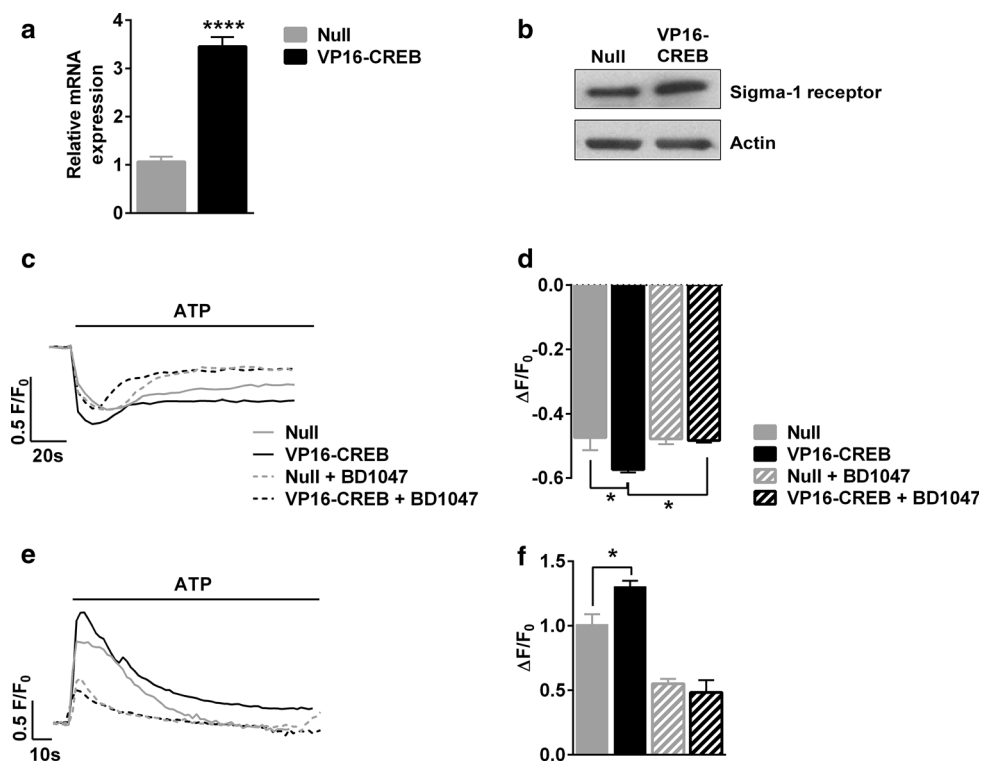 a
4
3
2
1
0
Relative mRNA
expression
****
Null
VP16-CREB
b
Null
VP16-
CREB
Sigma-1 receptor
Actin
c
ATP
0.5 F/F0
20s
Null
VP16-CREB
Null + BD1047
VP16-CREB + BD1047
d
0.0
-0.2
-0.4
-0.6
ΔF/F0
*
*
Null
VP16-CREB
Null + BD1047
VP16-CREB + BD1047
e
ATP
0.5 F/F0
10s
f
1.5
1.0
0.5
0.0
ΔF/F0
*